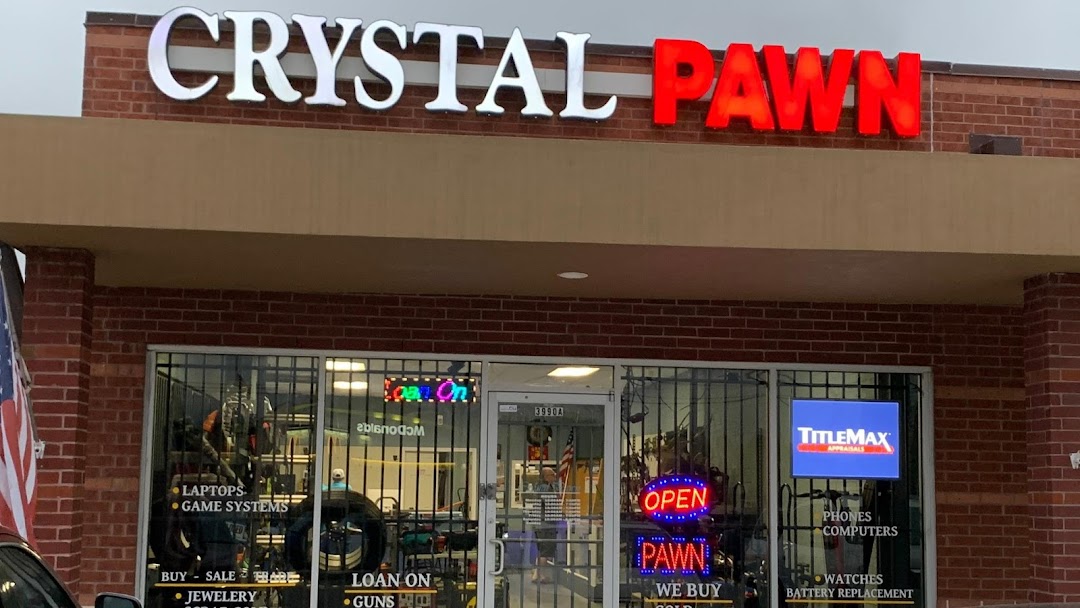 CRYSTAL PAWN
Loan On
3990A
McDonald's
TITLEMAX
APPRAISALS
OPEN
PAWN
• LAPTOPS
• GAME SYSTEMS
BUY - SALE - TRADE
• JEWELERY
LOAN ON
• GUNS
WE BUY
PHONES
• COMPUTERS
• WATCHES
BATTERY REPLACEMENT